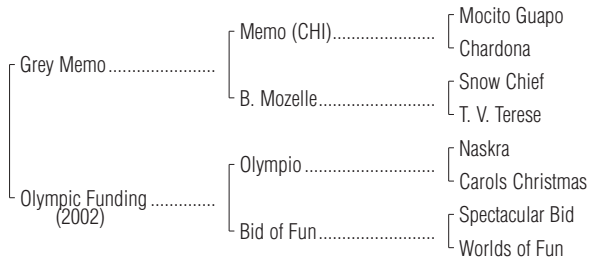 Mocito Guapo
Memo (CHI)
Chardona
Grey Memo
Snow Chief
B. Mozelle
T. V. Terese
Naskra
Olympio
Carols Christmas
Olympic Funding
(2002)
Spectacular Bid
Bid of Fun
Worlds of Fun